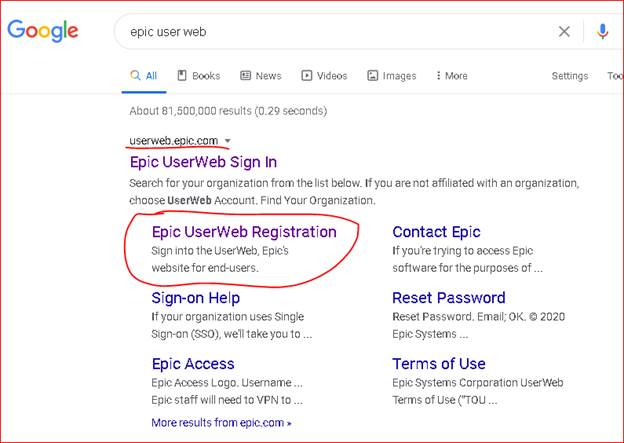 Google
epic user web
All Books News Videos Images More Settings Too
About 81,500,000 results (0.29 seconds)
userweb.epic.com
Epic UserWeb Sign In
Search for your organization from the list below. If you are not affiliated with an organization,
choose UserWeb Account. Find Your Organization.
Epic UserWeb Registration
Sign into the UserWeb, Epic's
website for end-users.
Contact Epic
If you're trying to access Epic
software for the purposes of ...
Sign-on Help
If your organization uses Single
Sign-on (SSO), we'll take you to ...
Reset Password
Reset Password. Email; OK. © 2020
Epic Systems ...
Epic Access
Epic Access Logo. Username ...
Epic staff will need to VPN to ...
Terms of Use
Epic Systems Corporation UserWeb
Terms of Use ("TOU ...
More results from epic.com »